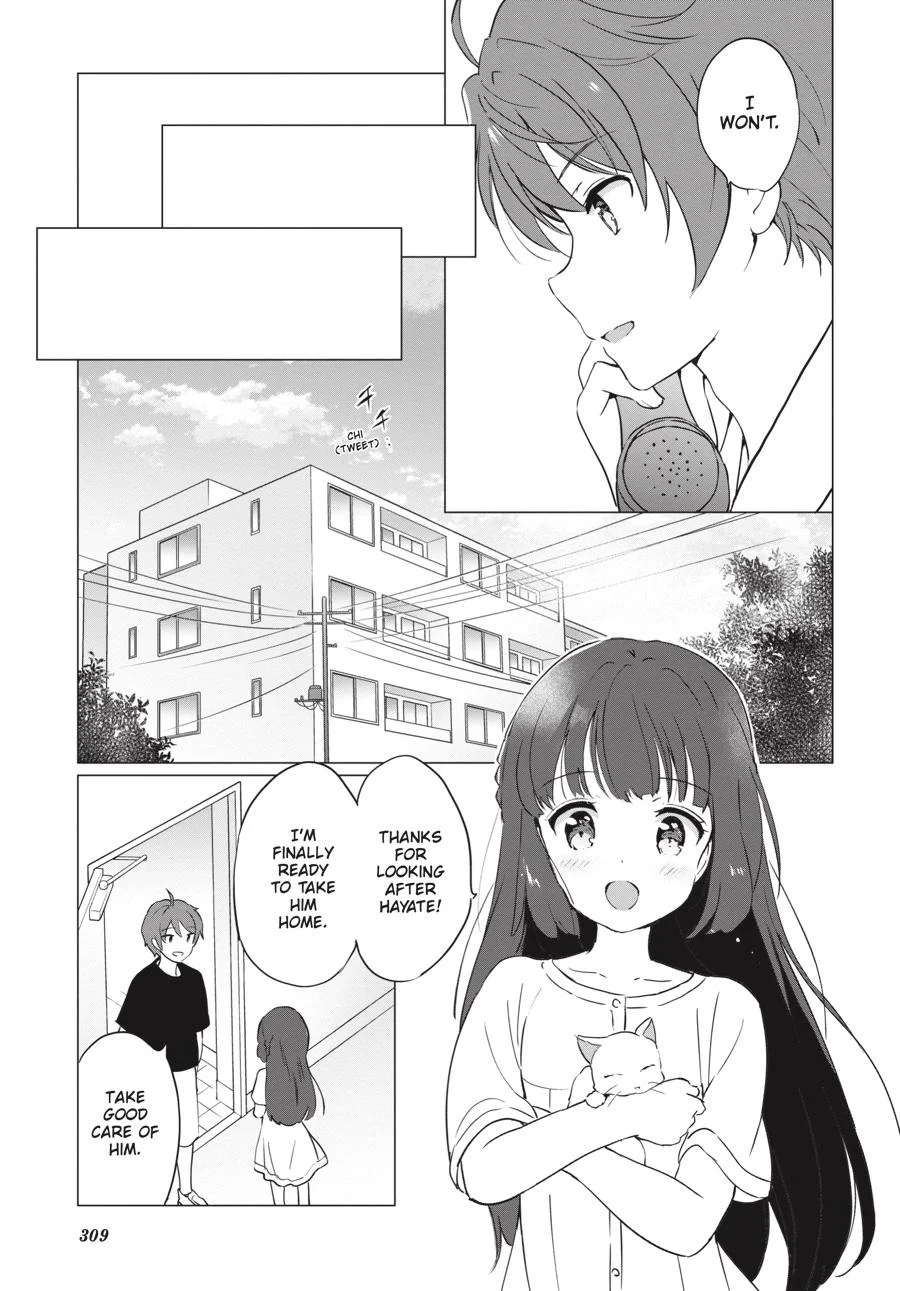 I
WON'T.
チ
チ
CHI
(TWEET)
THANKS
FOR
LOOKING
AFTER
HAYATE!
I'M
FINALLY
READY
TO TAKE
HIM
HOME.
TAKE
GOOD
CARE OF
HIM.
309